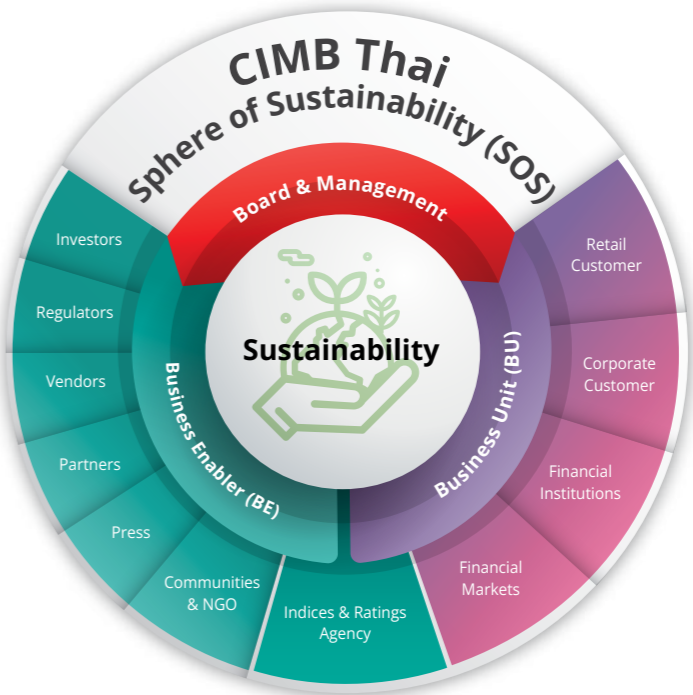 CIMB Thai
Sphere of Sustainability (SOS)
Board & Management
Sustainability
Business Enabler (BE)
Business Unit (BU)
Investors
Regulators
Vendors
Partners
Press
Communities
& NGO
Indices & Ratings
Agency
Financial
Markets
Financial
Institutions
Corporate
Customer
Retail
Customer